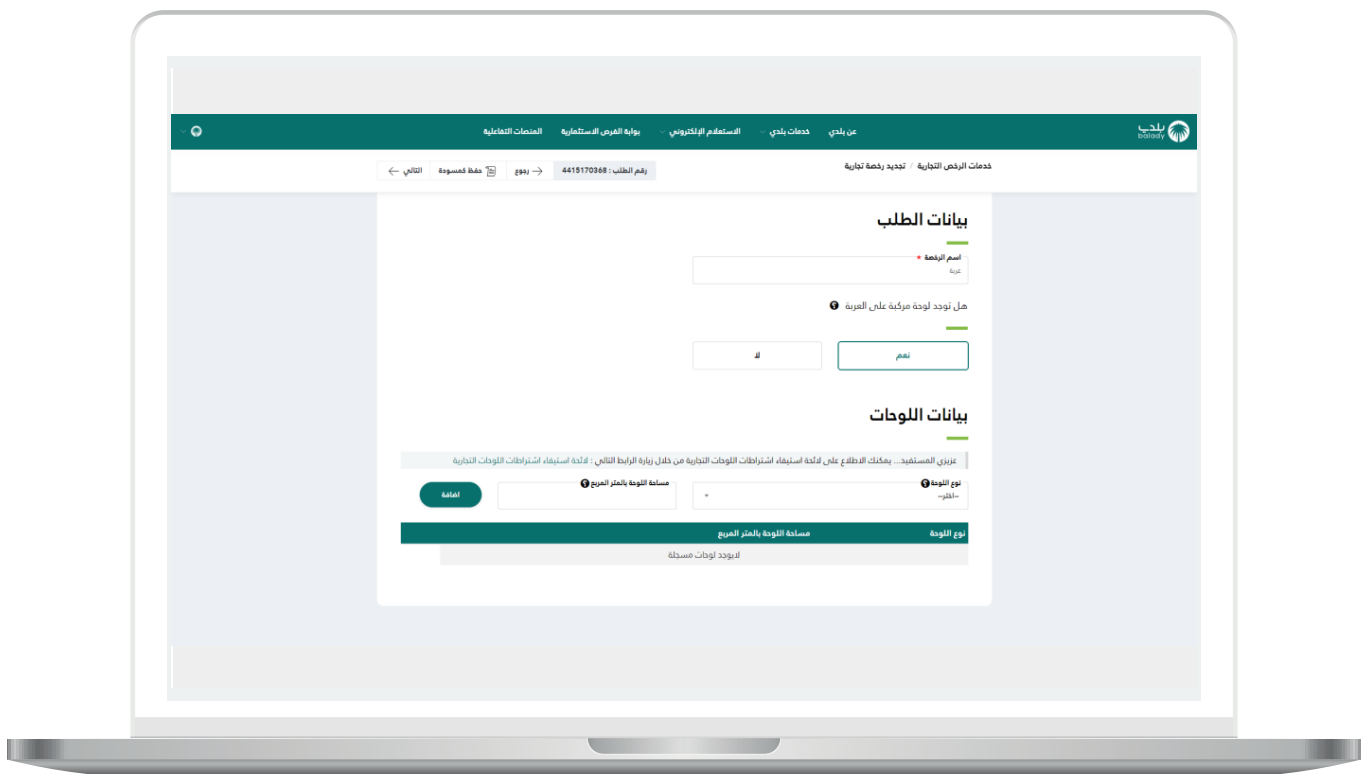 بلدي
balady
عن بلدي خدمات بلدي الاستعلام الإلكتروني بوابة الفرص الاستثمارية المنصات التفاعلية
خدمات الرخص التجارية / تجديد رخصة تجارية
رقم الطلب : 4415170368 رجوع حفظ كمسودة التالي
بيانات الطلب
اسم الرخصة *
عربة
هل توجد لوحة مركبة على العربة
نعم لا
بيانات اللوحات
عزيزي المستفيد... يمكنك الاطلاع على لائحة استيفاء اشتراطات اللوحات التجارية من خلال زيارة الرابط التالي : لائحة استيفاء اشتراطات اللوحات التجارية
نوع اللوحة مساحة اللوحة بالمتر المربع
--اختر-- اضافة
نوع اللوحة مساحة اللوحة بالمتر المربع
لايوجد لوحات مسجلة